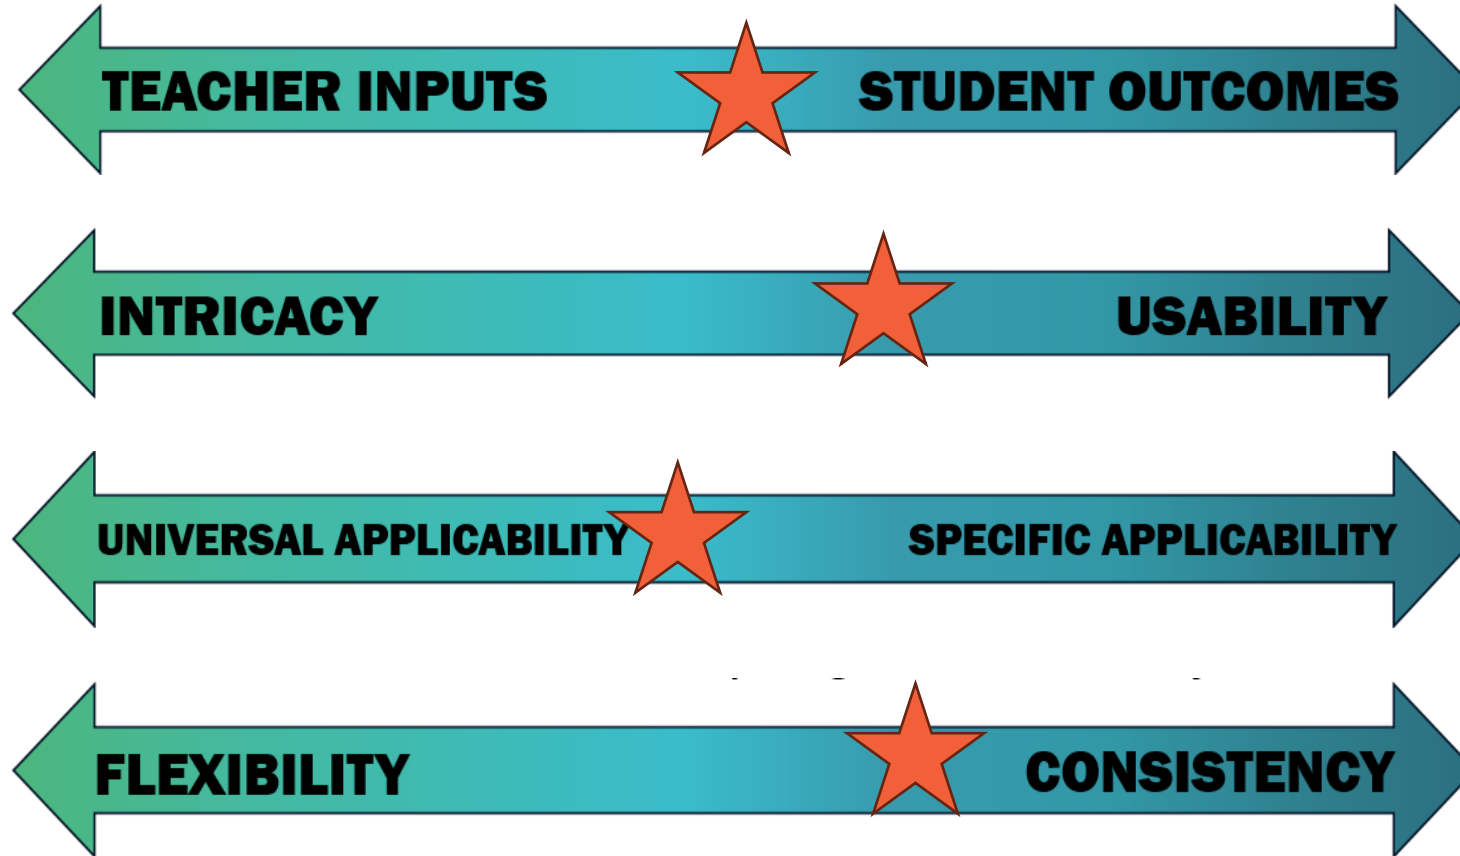 TEACHER INPUTS STUDENT OUTCOMES
INTRICACY USABILITY
UNIVERSAL APPLICABILITY SPECIFIC APPLICABILITY
FLEXIBILITY CONSISTENCY